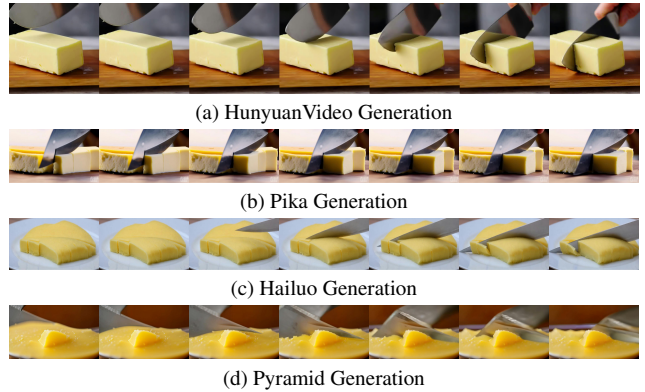 (a) HunyuanVideo Generation
(b) Pika Generation
(c) Hailuo Generation
(d) Pyramid Generation